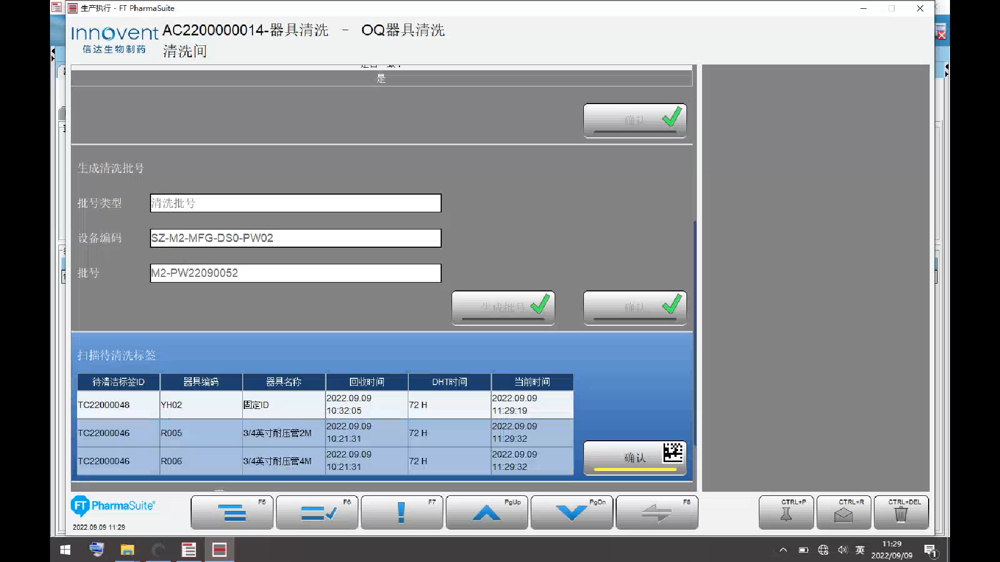 生产执行 - FT PharmaSuite
Innovent
信达生物制药
AC2200000014-器具清洗 - OQ器具清洗
清洗间
是
确认
生成清洗批号
批号类型
清洗批号
设备编码
SZ-M2-MFG-DS0-PW02
批号
M2-PW22090052
生成批号
确认
扫描待清洗标签
待清洁标签ID 器具编码 器具名称 回收时间 DHT时间 当前时间
TC22000048 YH02 固定ID 2022.09.09 10:32:05 72 H 2022.09.09 11:29:19
TC22000046 R005 3/4英寸耐压管2M 2022.09.09 10:21:31 72 H 2022.09.09 11:29:32
TC22000046 R006 3/4英寸耐压管4M 2022.09.09 10:21:31 72 H 2022.09.09 11:29:32
确认
FT PharmaSuite
2022.09.09 11:29
F5 F6 F7 PgUp PgDn F8 CTRL+P CTRL+R CTRL+DEL
英
11:29
2022/09/09
1